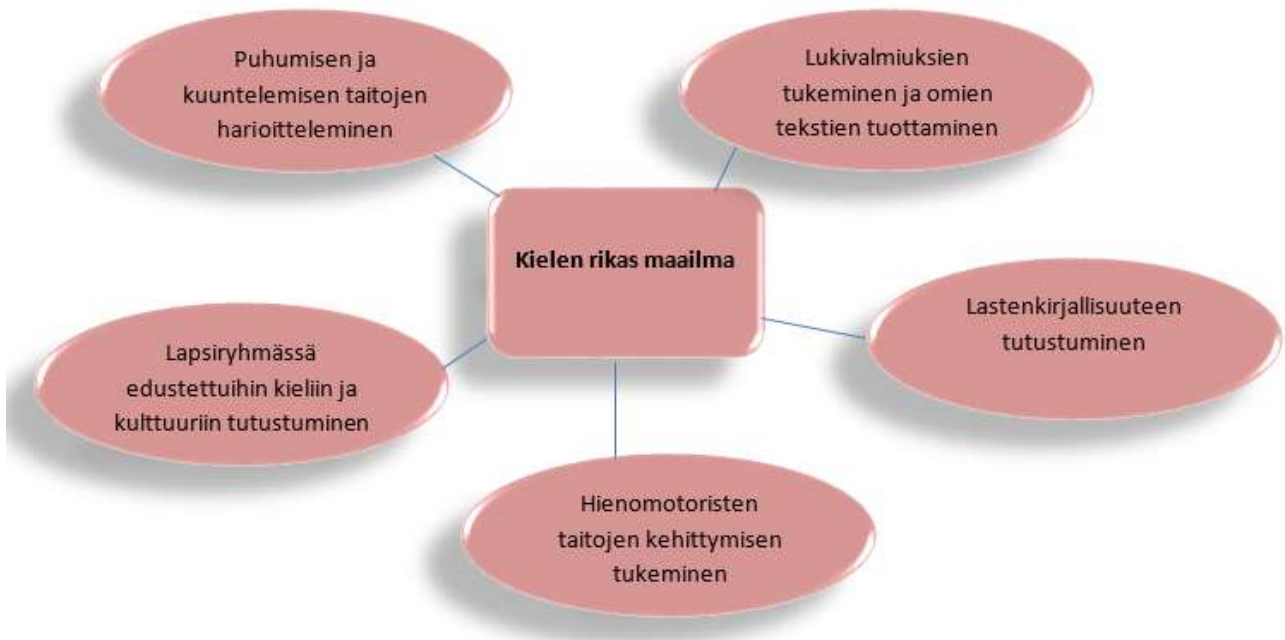 Puhumisen ja
kuuntelemisen taitojen
harioitteleminen
Lukivalmiuksien
tukeminen ja omien
tekstien tuottaminen
Kielen rikas maailma
Lastenkirjallisuuteen
tutustuminen
Lapsiryhmässä
edustettuihin kieliin ja
kulttuuriin tutustuminen
Hienomotoristen
taitojen kehittymisen
tukeminen